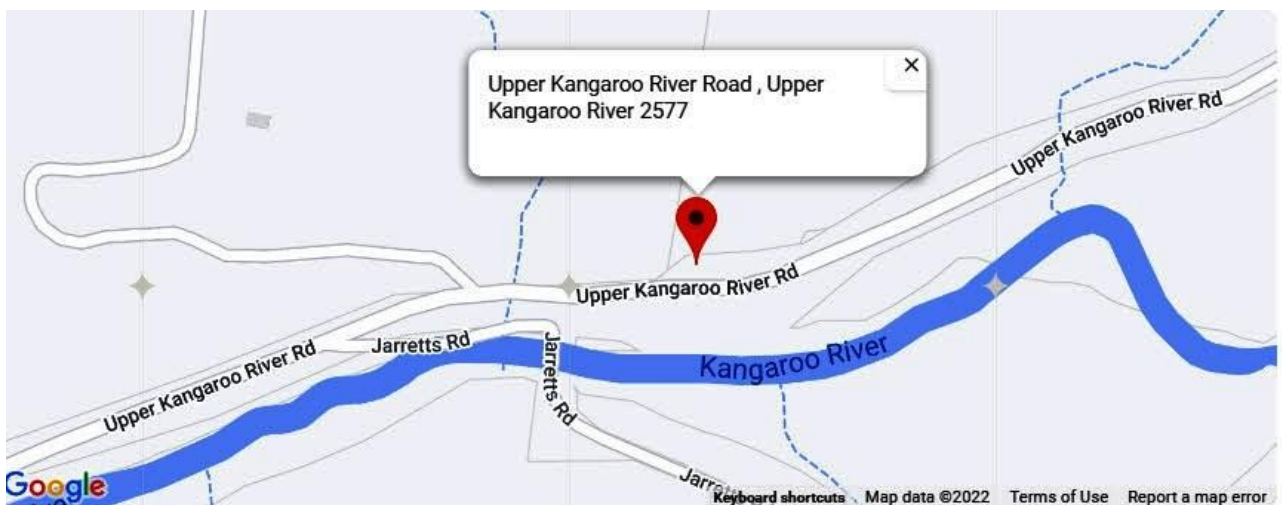 Upper Kangaroo River Road , Upper
Kangaroo River 2577
Upper Kangaroo River Rd
Upper Kangaroo River Rd
Jarretts Rd
Upper Kangaroo River Rd
Kangaroo River
Jarretts Rd
Google
Keyboard shortcuts Map data ©2022 Terms of Use Report a map error